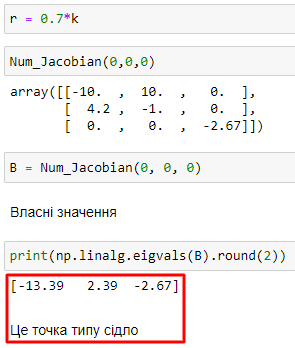 r = 0.7*k
Num_Jacobian(0,0,0)
array([[-10.  ,  10.  ,   0.  ],
       [  4.2 ,  -1.  ,   0.  ],
       [  0.  ,   0.  ,  -2.67]])
B = Num_Jacobian(0, 0, 0)
Власні значення
print(np.linalg.eigvals(B).round(2))
[-13.39   2.39  -2.67]
Це точка типу сідло